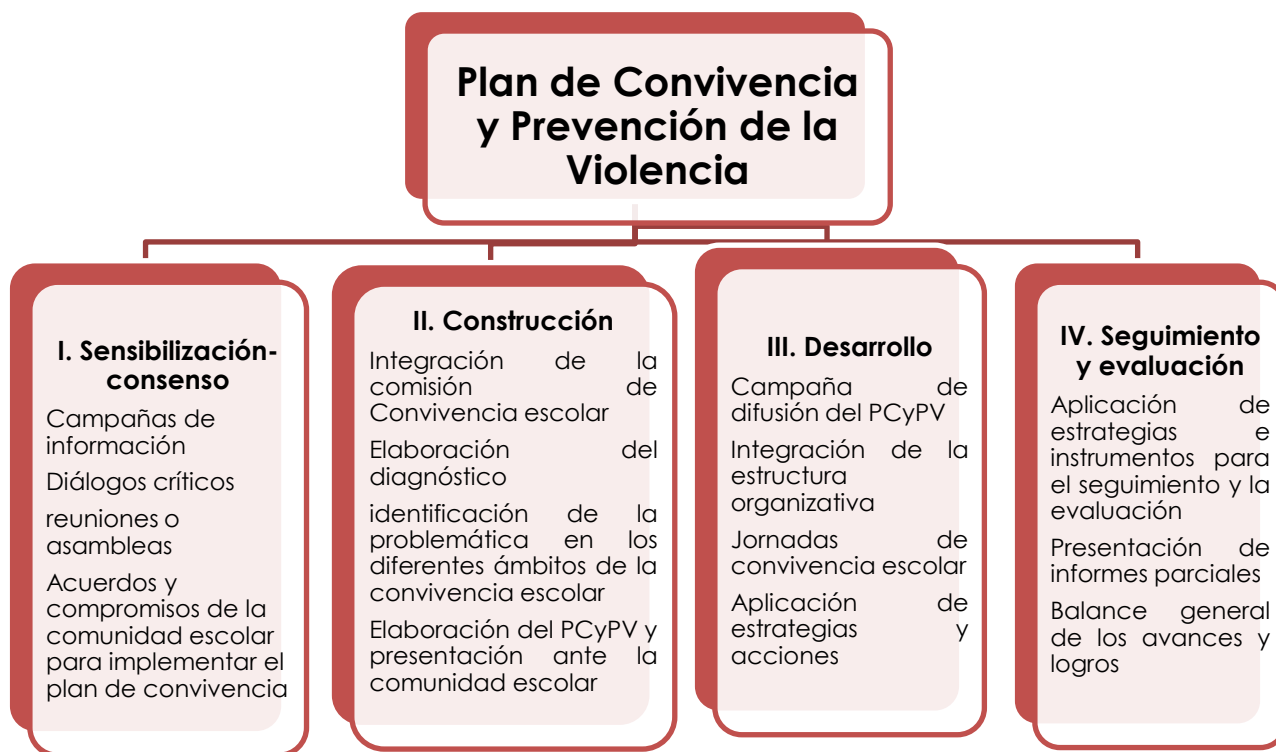 Plan de Convivencia
y Prevención de la
Violencia
I. Sensibilización-
consenso
Campañas de
información
Diálogos críticos
reuniones o
asambleas
Acuerdos y
compromisos de la
comunidad escolar
para implementar el
plan de convivencia
II. Construcción
Integración de la
comisión de
Convivencia escolar
Elaboración del
diagnóstico
identificación de la
problemática en los
diferentes ámbitos de la
convivencia escolar
Elaboración del PCyPV y
presentación ante la
comunidad escolar
III. Desarrollo
Campaña de
difusión del PCyPV
Integración de la
estructura
organizativa
Jornadas de
convivencia escolar
Aplicación de
estrategias y
acciones
IV. Seguimiento
y evaluación
Aplicación de
estrategias e
instrumentos para
el seguimiento y la
evaluación
Presentación de
informes parciales
Balance general
de los avances y
logros